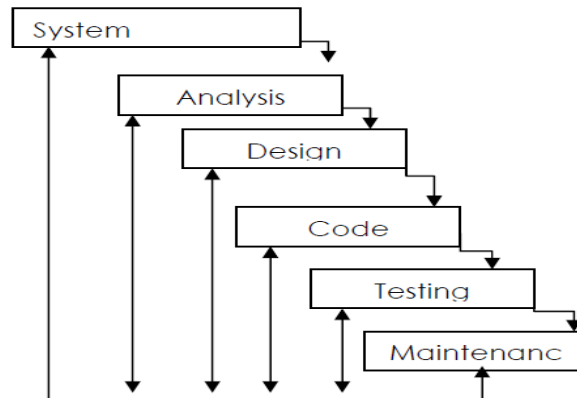 System
Analysis
Design
Code
Testing
Maintenanc